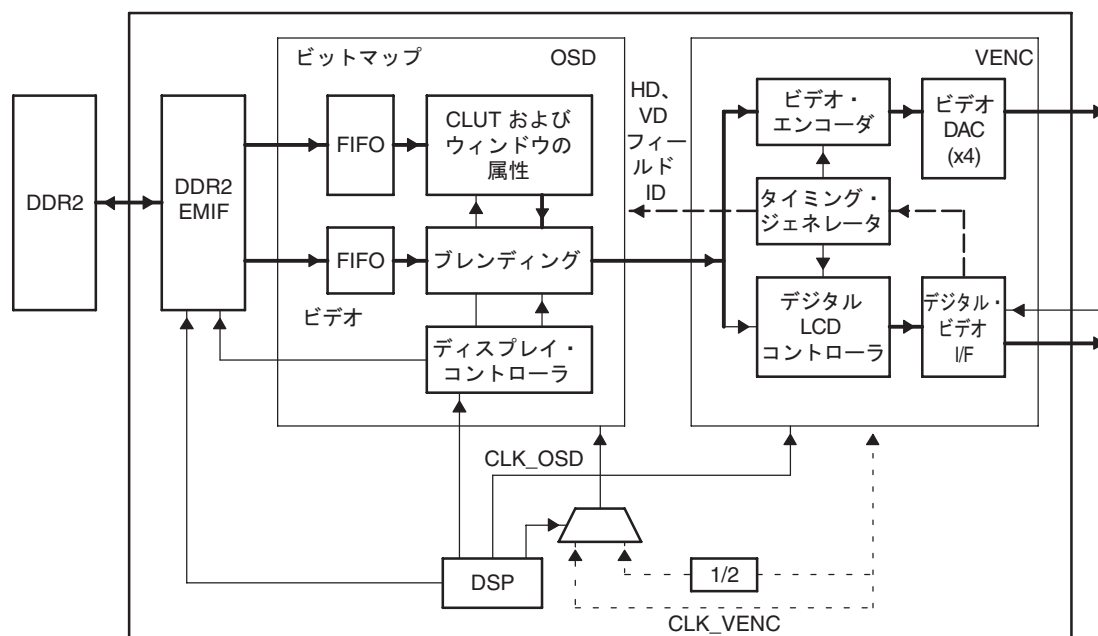 ビットマップ
OSD
VENC
DDR2
DDR2
EMIF
FIFO
CLUT および
ウィンドウの
属性
HD、
VD
フィー
ルド
ID
ビデオ・
エンコーダ
ビデオ
DAC
(x4)
タイミング・
ジェネレータ
FIFO
ブレンディング
ビデオ
デジタル
LCD
コントローラ
デジタル・
ビデオ
I/F
ディスプレイ・
コントローラ
CLK_OSD
DSP
1/2
CLK_VENC